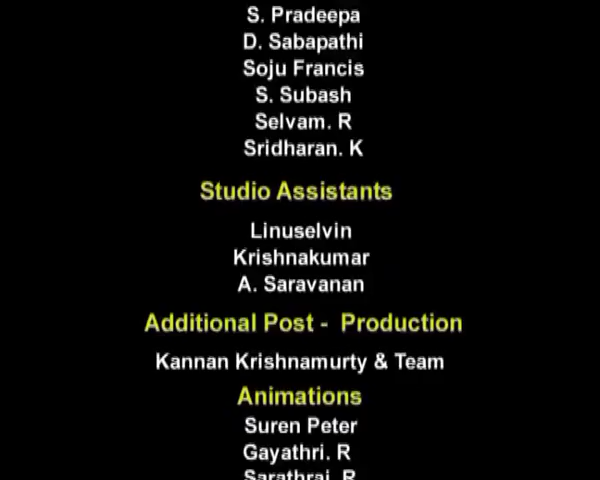 S. Pradeepa
D. Sabapathi
Soju Francis
S. Subash
Selvam. R
Sridharan. K
Studio Assistants
Linuselvin
Krishnakumar
A. Saravanan
Additional Post - Production
Kannan Krishnamurty & Team
Animations
Suren Peter
Gayathri. R
Sarathraj. R